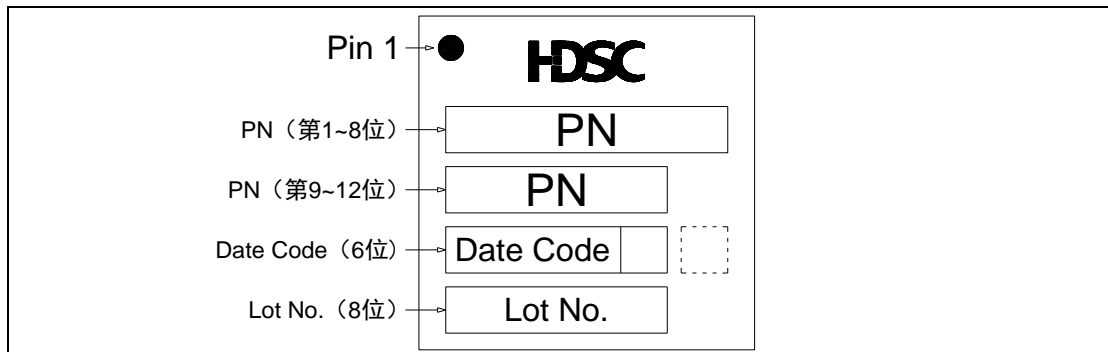 Pin 1
HDSC
PN（第1~8位）
PN
PN（第9~12位）
PN
Date Code（6位）
Date Code
Lot No.（8位）
Lot No.